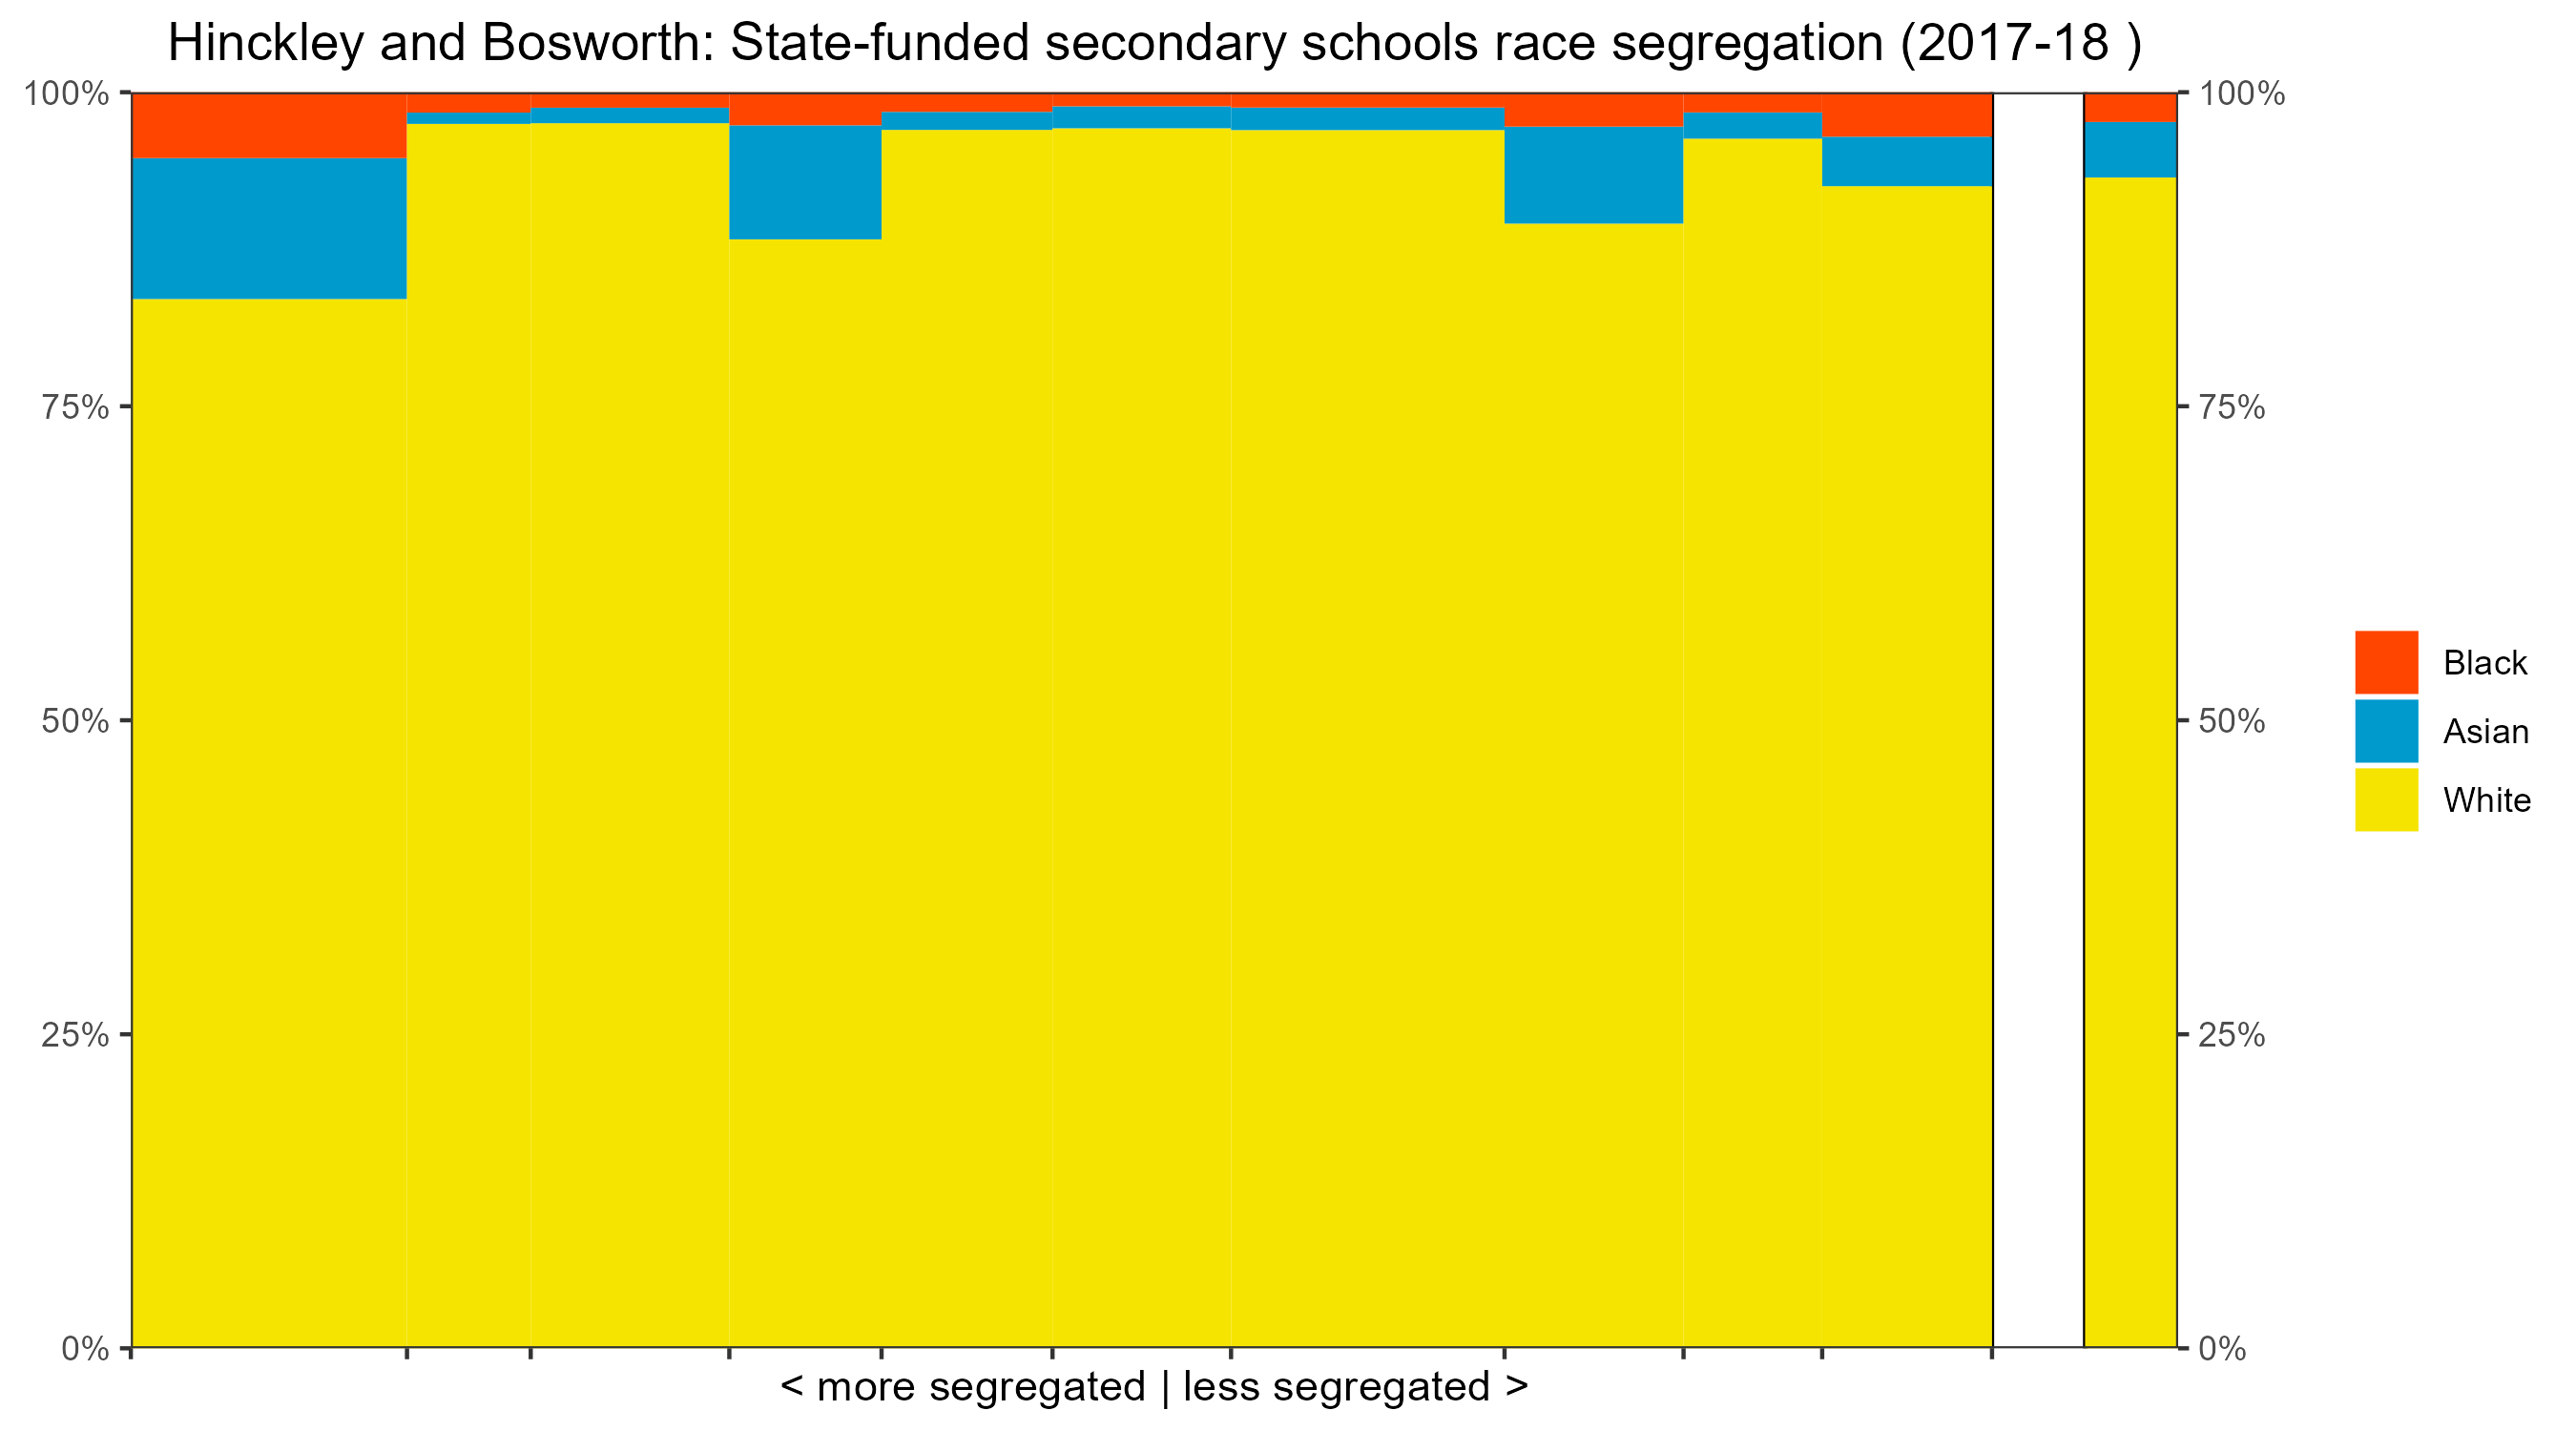 Hinckley and Bosworth: State-funded secondary schools race segregation (2017-18 )
100%
75%
50%
25%
0%
100%
75%
50%
25%
0%
Black
Asian
White
< more segregated | less segregated >